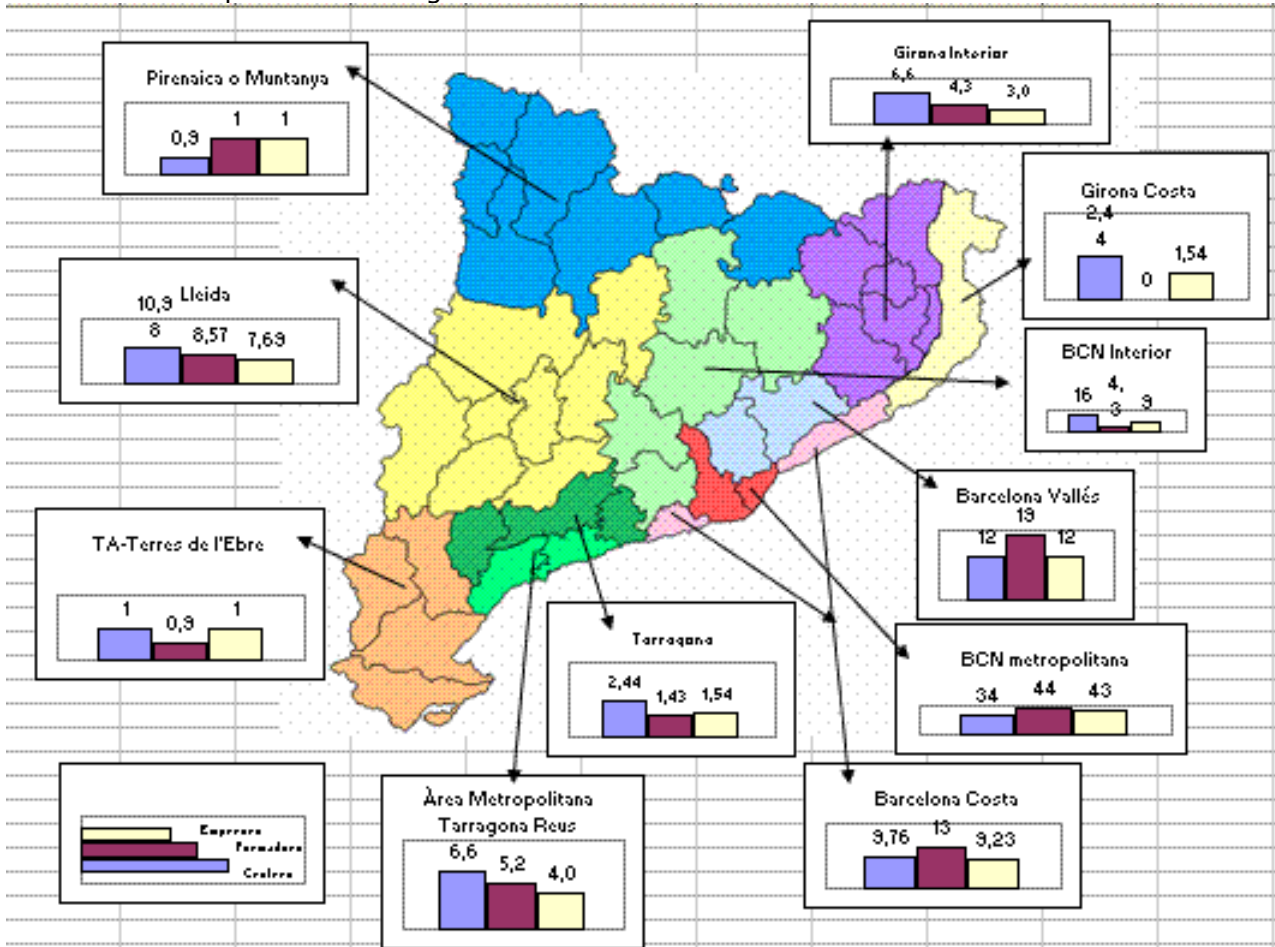 Pirenaica o Muntanya
0,9
1
1
Girona Interior
6,6
4,3
3,0
Girona Costa
2,4
4
0
1,54
10,9 Lleida
8
8,57
7,69
BCN Interior
16
4,
3
9
Barcelona Vallés
12
19
12
TA-Terres de l'Ebre
1
0,9
1
Tarragona
2,44
1,43
1,54
BCN metropolitana
34
44
43
Àrea Metropolitana
Tarragona Reus
6,6
5,2
4,0
Barcelona Costa
9,76
13
9,23